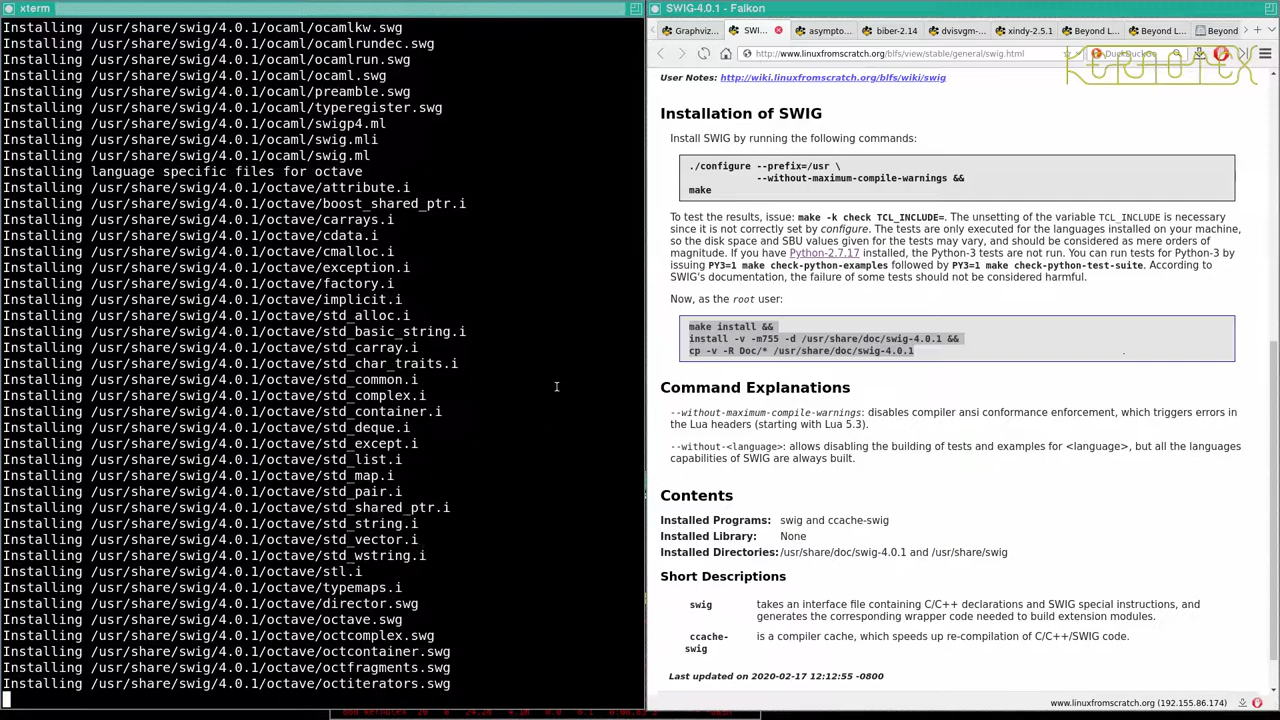 xterm
Installing /usr/share/swig/4.0.1/ocaml/ocamlkw.swg
Installing /usr/share/swig/4.0.1/ocaml/ocamlrundec.swg
Installing /usr/share/swig/4.0.1/ocaml/ocamlrun.swg
Installing /usr/share/swig/4.0.1/ocaml/ocaml.swg
Installing /usr/share/swig/4.0.1/ocaml/preamble.swg
Installing /usr/share/swig/4.0.1/ocaml/typeregister.swg
Installing /usr/share/swig/4.0.1/ocaml/swigp4.ml
Installing /usr/share/swig/4.0.1/ocaml/swig.mli
Installing /usr/share/swig/4.0.1/ocaml/swig.ml
Installing language specific files for octave
Installing /usr/share/swig/4.0.1/octave/attribute.i
Installing /usr/share/swig/4.0.1/octave/boost_shared_ptr.i
Installing /usr/share/swig/4.0.1/octave/carrays.i
Installing /usr/share/swig/4.0.1/octave/cdata.i
Installing /usr/share/swig/4.0.1/octave/cmalloc.i
Installing /usr/share/swig/4.0.1/octave/exception.i
Installing /usr/share/swig/4.0.1/octave/factory.i
Installing /usr/share/swig/4.0.1/octave/implicit.i
Installing /usr/share/swig/4.0.1/octave/std_alloc.i
Installing /usr/share/swig/4.0.1/octave/std_basic_string.i
Installing /usr/share/swig/4.0.1/octave/std_carray.i
Installing /usr/share/swig/4.0.1/octave/std_char_traits.i
Installing /usr/share/swig/4.0.1/octave/std_common.i
Installing /usr/share/swig/4.0.1/octave/std_complex.i
Installing /usr/share/swig/4.0.1/octave/std_container.i
Installing /usr/share/swig/4.0.1/octave/std_deque.i
Installing /usr/share/swig/4.0.1/octave/std_except.i
Installing /usr/share/swig/4.0.1/octave/std_list.i
Installing /usr/share/swig/4.0.1/octave/std_map.i
Installing /usr/share/swig/4.0.1/octave/std_pair.i
Installing /usr/share/swig/4.0.1/octave/std_shared_ptr.i
Installing /usr/share/swig/4.0.1/octave/std_string.i
Installing /usr/share/swig/4.0.1/octave/std_vector.i
Installing /usr/share/swig/4.0.1/octave/std_wstring.i
Installing /usr/share/swig/4.0.1/octave/stl.i
Installing /usr/share/swig/4.0.1/octave/typemaps.i
Installing /usr/share/swig/4.0.1/octave/director.swg
Installing /usr/share/swig/4.0.1/octave/octave.swg
Installing /usr/share/swig/4.0.1/octave/octcomplex.swg
Installing /usr/share/swig/4.0.1/octave/octcontainer.swg
Installing /usr/share/swig/4.0.1/octave/octfragments.swg
Installing /usr/share/swig/4.0.1/octave/octiterators.swg
SWIG-4.0.1 - Falkon
Graphviz... SWI... asympto... biber-2.14 dvisvgm-... xindy-2.5.1 Beyond L... Beyond L... Beyond
http://www.linuxfromscratch.org/blfs/view/stable/general/swig.html DuckDuckGo
KERNOTEX
User Notes: http://wiki.linuxfromscratch.org/blfs/wiki/swig
Installation of SWIG
Install SWIG by running the following commands:
./configure --prefix=/usr \
--without-maximum-compile-warnings &&
make
To test the results, issue: make -k check TCL_INCLUDE=. The unsetting of the variable TCL_INCLUDE is necessary
since it is not correctly set by configure. The tests are only executed for the languages installed on your machine,
so the disk space and SBU values given for the tests may vary, and should be considered as mere orders of
magnitude. If you have Python-2.7.17 installed, the Python-3 tests are not run. You can run tests for Python-3 by
issuing PY3=1 make check-python-examples followed by PY3=1 make check-python-test-suite. According to
SWIG's documentation, the failure of some tests should not be considered harmful.
Now, as the root user:
make install &&
install -v -m755 -d /usr/share/doc/swig-4.0.1 &&
cp -v -R Doc/* /usr/share/doc/swig-4.0.1
Command Explanations
--without-maximum-compile-warnings: disables compiler ansi conformance enforcement, which triggers errors in
the Lua headers (starting with Lua 5.3).
--without-<language>: allows disabling the building of tests and examples for <language>, but all the languages
capabilities of SWIG are always built.
Contents
Installed Programs: swig and ccache-swig
Installed Library: None
Installed Directories: /usr/share/doc/swig-4.0.1 and /usr/share/swig
Short Descriptions
swig takes an interface file containing C/C++ declarations and SWIG special instructions, and
generates the corresponding wrapper code needed to build extension modules.
ccache- is a compiler cache, which speeds up re-compilation of C/C++/SWIG code.
swig
Last updated on 2020-02-17 12:12:55 -0800
www.linuxfromscratch.org (192.155.86.174)